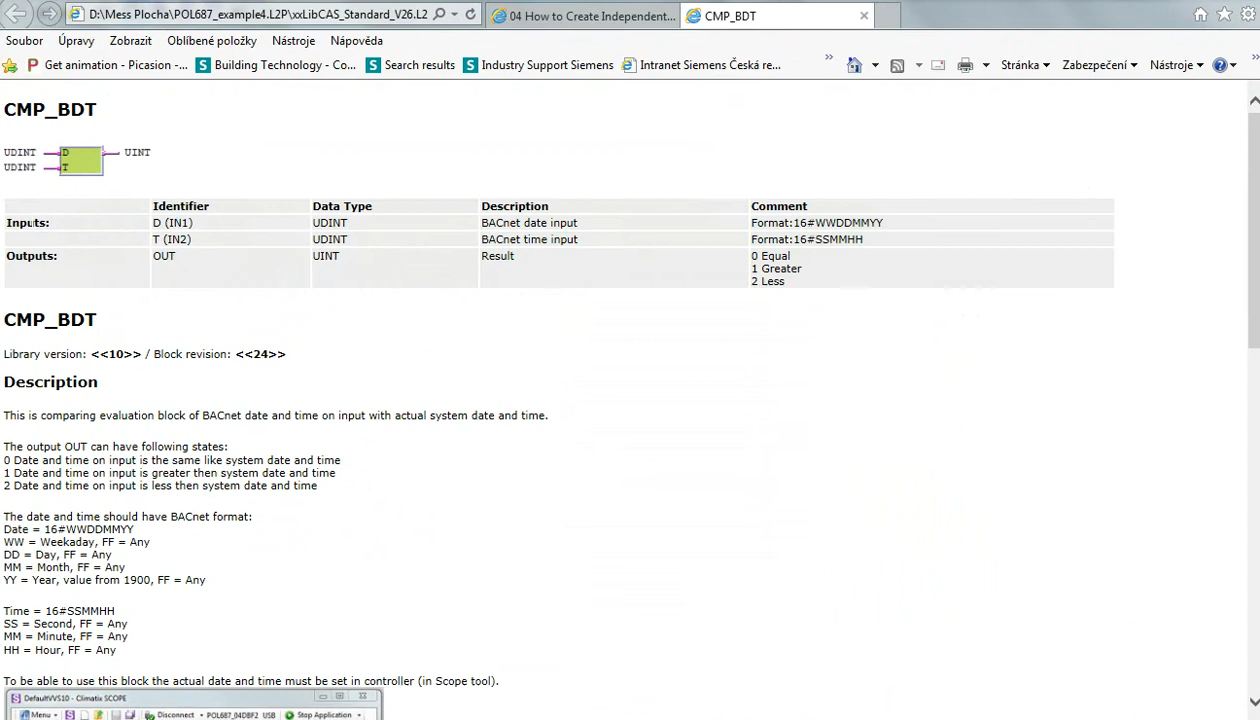 D:\Mess Plocha\POL687_example4.L2P\xxLibCAS_Standard_V26.L2
04 How to Create Independent...
CMP_BDT
Soubor Úpravy Zobrazit Oblíbené položky Nástroje Nápověda
Get animation - Picasion -... Building Technology - Co... Search results Industry Support Siemens Intranet Siemens Česká re... » Stránka Zabezpečení Nástroje »
CMP_BDT
UDINT D UINT
UDINT T
Identifier Data Type Description Comment
Inputs: D (IN1) UDINT BACnet date input Format:16#WWDDMMYY
T (IN2) UDINT BACnet time input Format:16#SSMMHH
Outputs: OUT UINT Result 0 Equal
1 Greater
2 Less
CMP_BDT
Library version: <<10>> / Block revision: <<24>>
Description
This is comparing evaluation block of BACnet date and time on input with actual system date and time.
The output OUT can have following states:
0 Date and time on input is the same like system date and time
1 Date and time on input is greater then system date and time
2 Date and time on input is less then system date and time
The date and time should have BACnet format:
Date = 16#WWDDMMYY
WW = Weekaday, FF = Any
DD = Day, FF = Any
MM = Month, FF = Any
YY = Year, value from 1900, FF = Any
Time = 16#SSMMHH
SS = Second, FF = Any
MM = Minute, FF = Any
HH = Hour, FF = Any
To be able to use this block the actual date and time must be set in controller (in Scope tool).
DefaultVVS10 - Climatix SCOPE
Menu Disconnect POL687_04DBF2 USB Stop Application